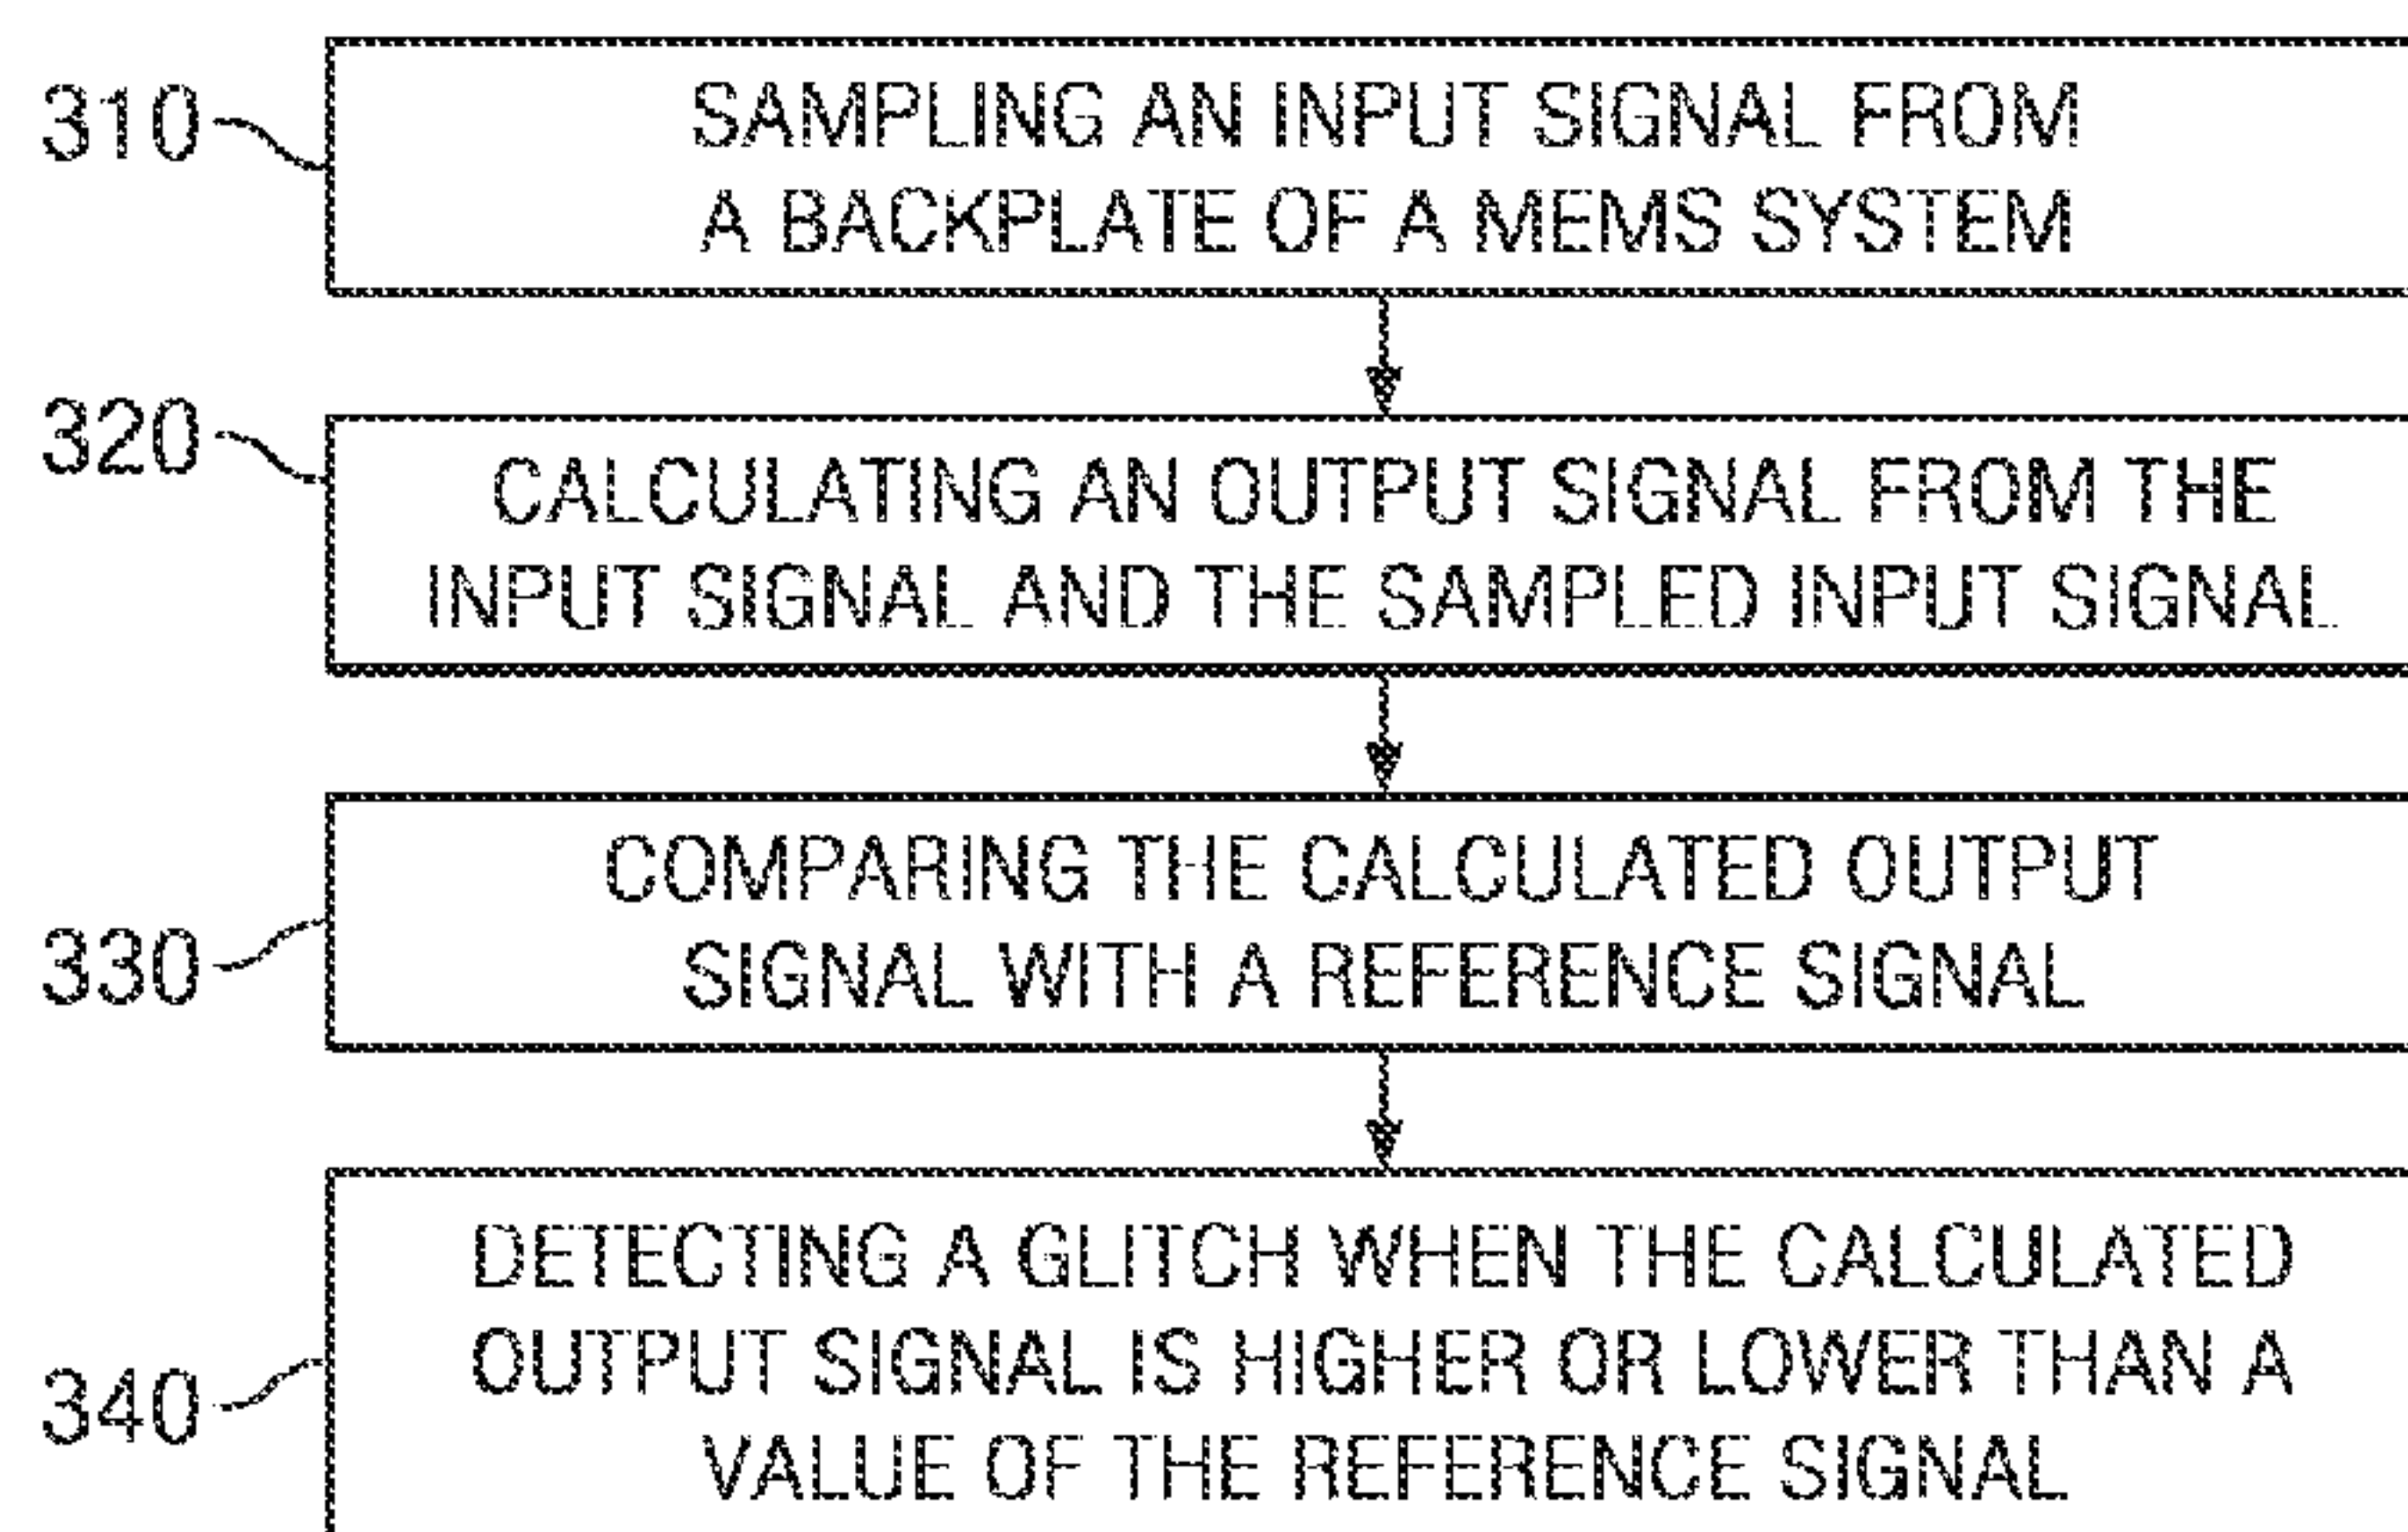 310
SAMPLING AN INPUT SIGNAL FROM
A BACKPLATE OF A MEMS SYSTEM
320
CALCULATING AN OUTPUT SIGNAL FROM THE
INPUT SIGNAL AND THE SAMPLED INPUT SIGNAL
330
COMPARING THE CALCULATED OUTPUT
SIGNAL WITH A REFERENCE SIGNAL
340
DETECTING A GLITCH WHEN THE CALCULATED
OUTPUT SIGNAL IS HIGHER OR LOWER THAN A
VALUE OF THE REFERENCE SIGNAL